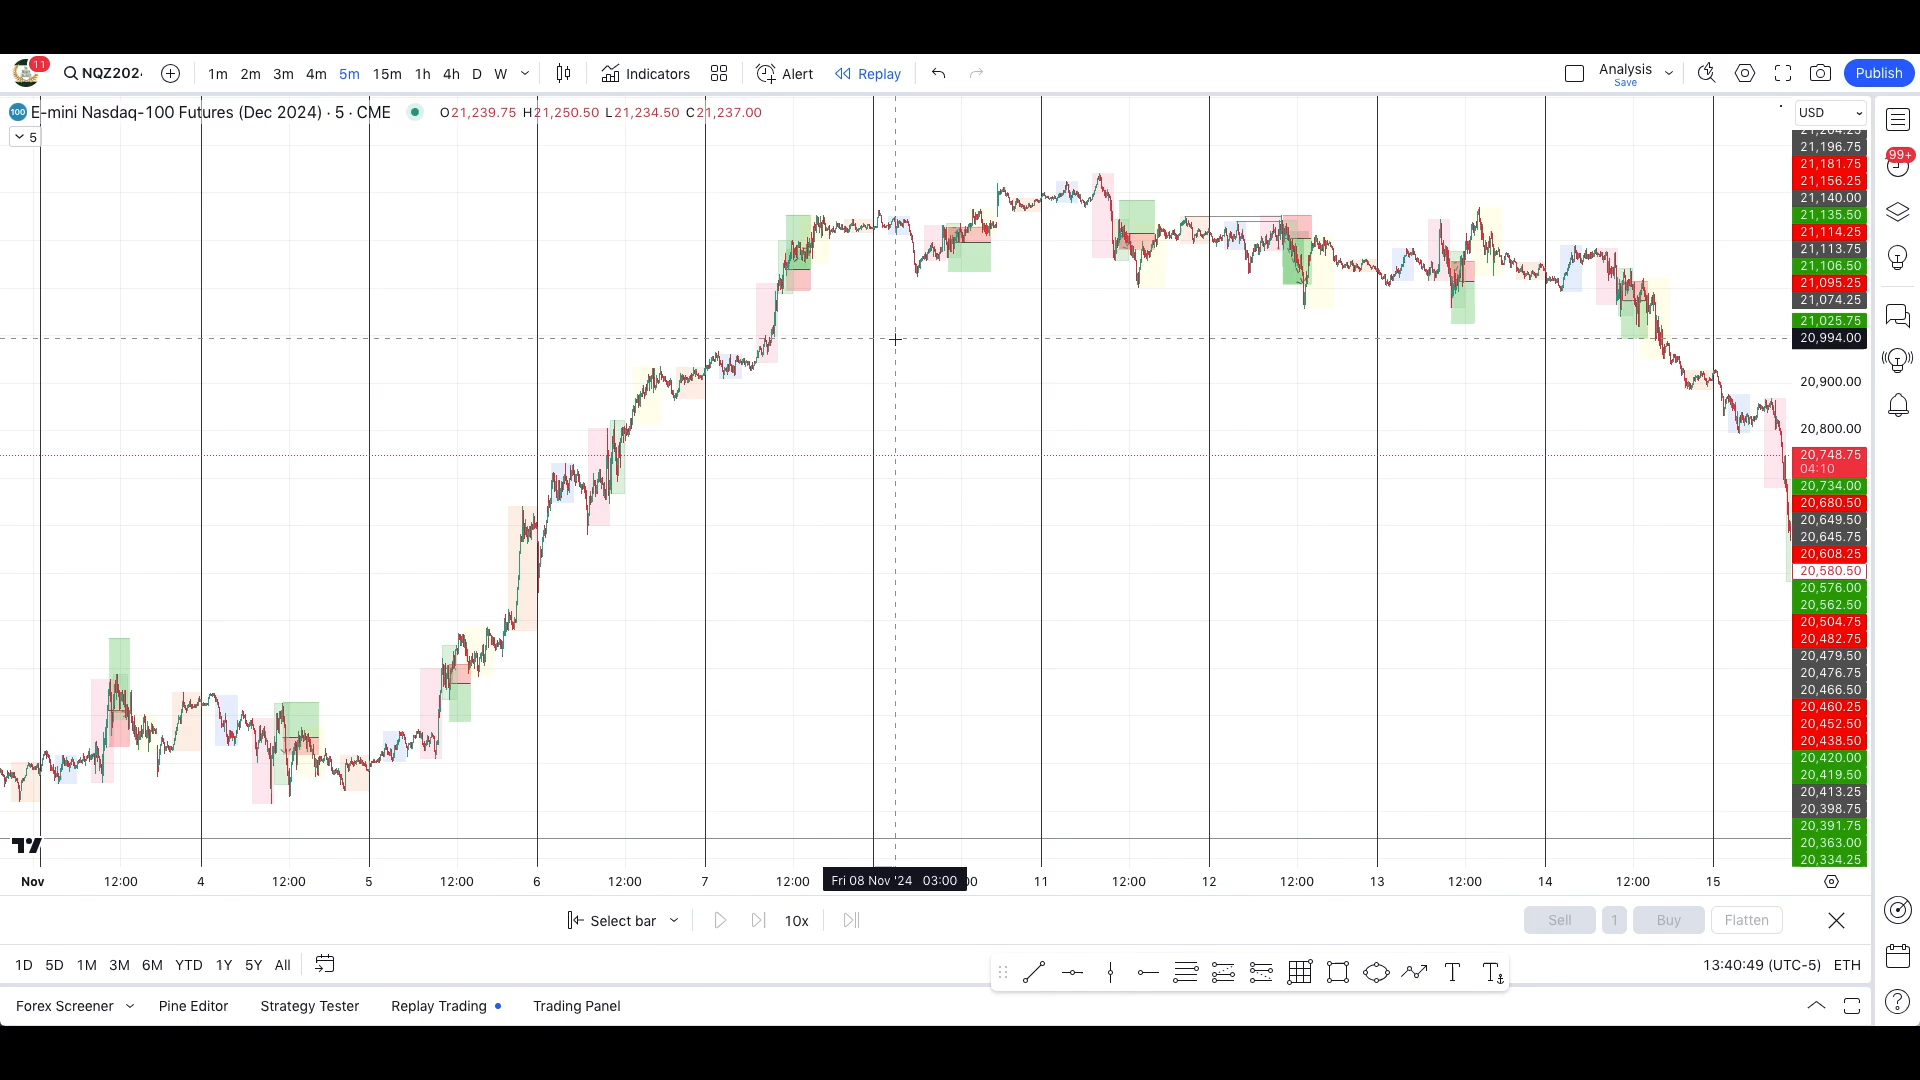 11
NQZ202
1m 2m 3m 4m 5m 15m 1h 4h D W
Indicators
Alert
Replay
Analysis
Save
Publish
100 E-mini Nasdaq-100 Futures (Dec 2024) · 5 · CME
O21,239.75 H21,250.50 L21,234.50 C21,237.00
5
USD
99+
21,204.25
21,196.75
21,181.75
21,156.25
21,140.00
21,135.50
21,114.25
21,113.75
21,106.50
21,095.25
21,074.25
21,025.75
20,994.00
20,900.00
20,800.00
20,748.75
04:10
20,734.00
20,680.50
20,649.50
20,645.75
20,608.25
20,580.50
20,576.00
20,562.50
20,504.75
20,482.75
20,479.50
20,476.75
20,466.50
20,460.25
20,452.50
20,438.50
20,420.00
20,419.50
20,413.25
20,398.75
20,391.75
20,363.00
20,334.25
Nov 12:00 4 12:00 5 12:00 6 12:00 7 12:00 Fri 08 Nov '24 03:00 11 12:00 12 12:00 13 12:00 14 12:00 15
Select bar
10x
Sell 1 Buy Flatten
1D 5D 1M 3M 6M YTD 1Y 5Y All
13:40:49 (UTC-5) ETH
Forex Screener Pine Editor Strategy Tester Replay Trading Trading Panel